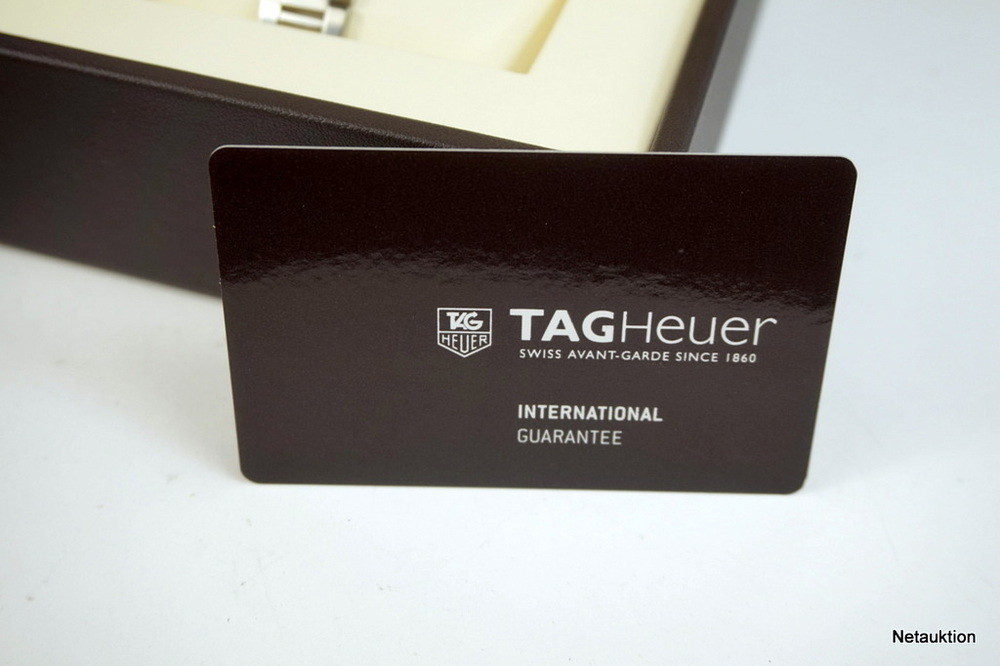 TAG
HEUER
TAGHeuer
SWISS AVANT-GARDE SINCE 1860
INTERNATIONAL
GUARANTEE
Netauktion